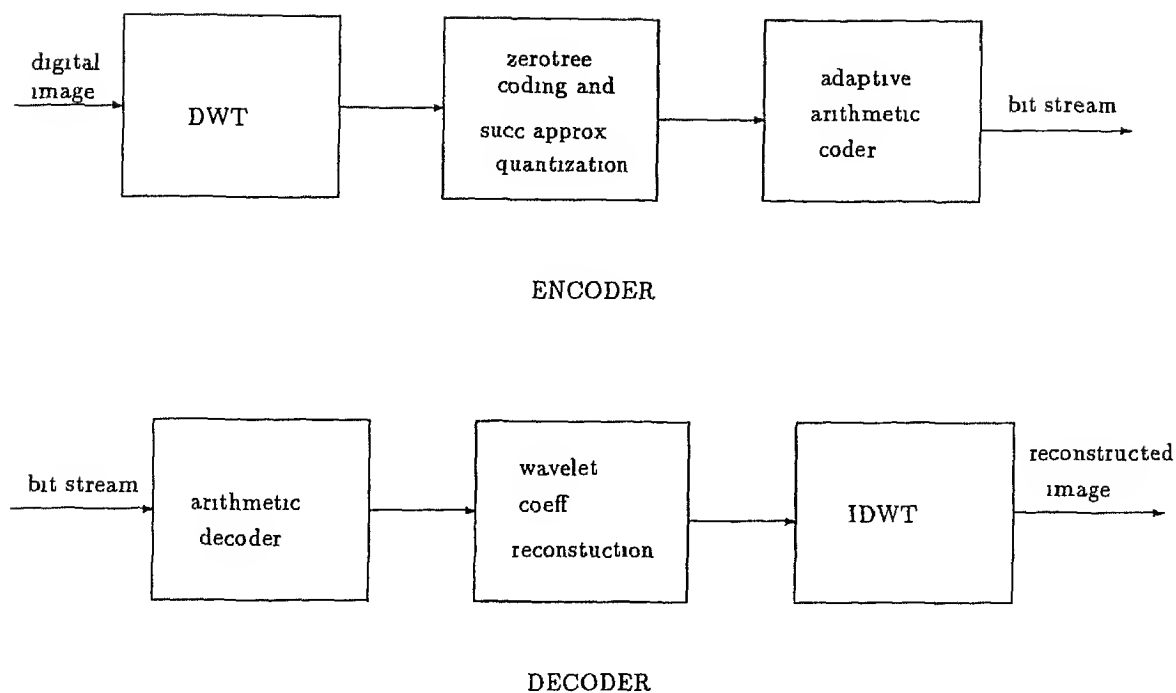 digital
image
DWT
zerotree
coding and
succ approx
quantization
adaptive
arithmetic
coder
bit stream
ENCODER
bit stream
arithmetic
decoder
wavelet
coeff
reconstuction
IDWT
reconstructed
image
DECODER